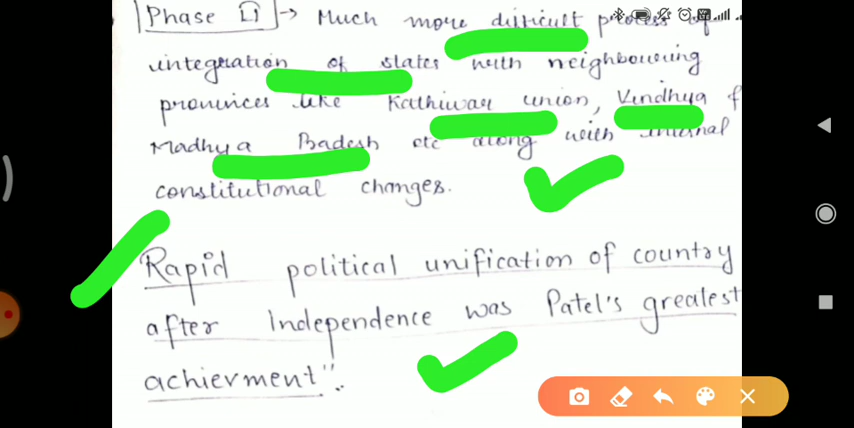 Phase II → Much more difficult process of
integration of states with neighbouring
provinces like Kathiwar union, Vindhya &
Madhya Pradesh etc along with internal
constitutional changes.
Rapid political unification of country
after Independence was Patel's greatest
achievment".